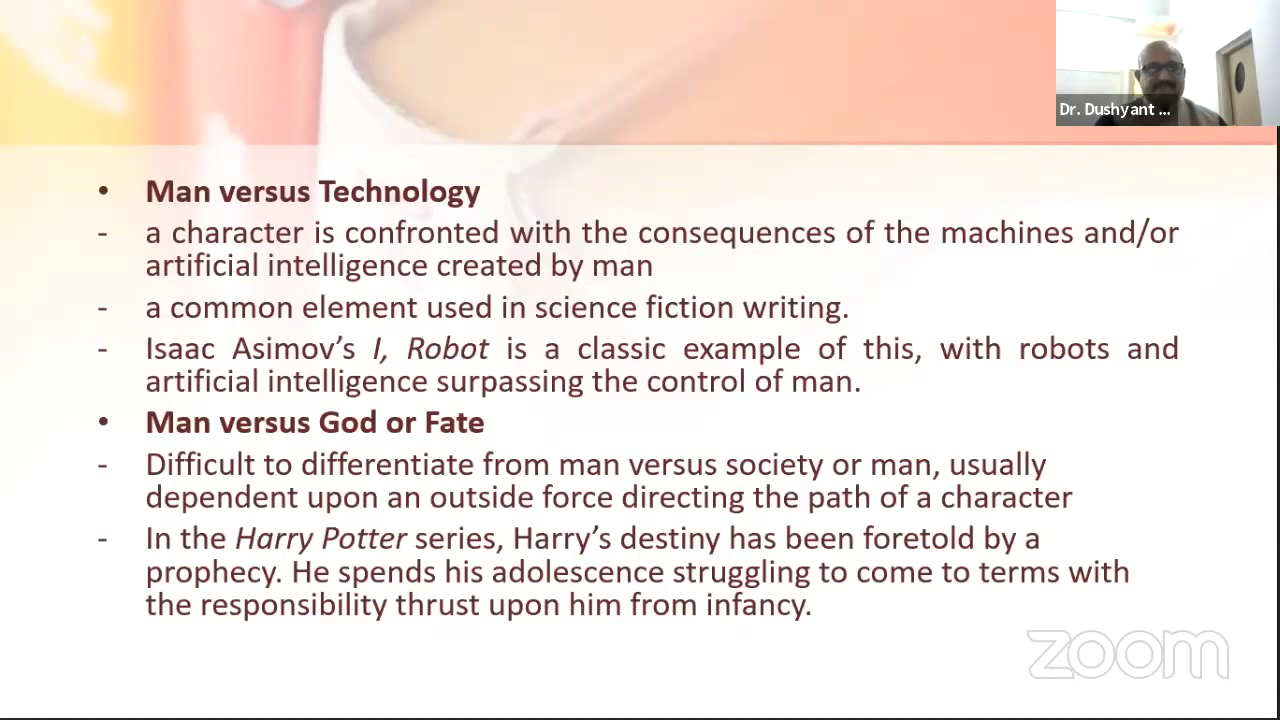 Dr. Dushyant ...
• Man versus Technology
- a character is confronted with the consequences of the machines and/or
artificial intelligence created by man
- a common element used in science fiction writing.
- Isaac Asimov’s I, Robot is a classic example of this, with robots and
artificial intelligence surpassing the control of man.
• Man versus God or Fate
- Difficult to differentiate from man versus society or man, usually
dependent upon an outside force directing the path of a character
- In the Harry Potter series, Harry’s destiny has been foretold by a
prophecy. He spends his adolescence struggling to come to terms with
the responsibility thrust upon him from infancy.
zoom